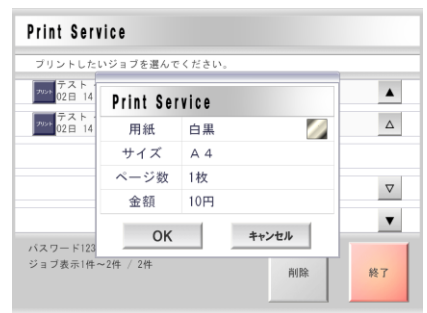 Print Service
プリントしたいジョブを選んでください。
プリント テスト
02日 14
プリント テスト
02日 14
Print Service
用紙 白黒
サイズ A4
ページ数 1枚
金額 10円
OK キャンセル
パスワード123
ジョブ表示1件~2件 / 2件
削除
終了